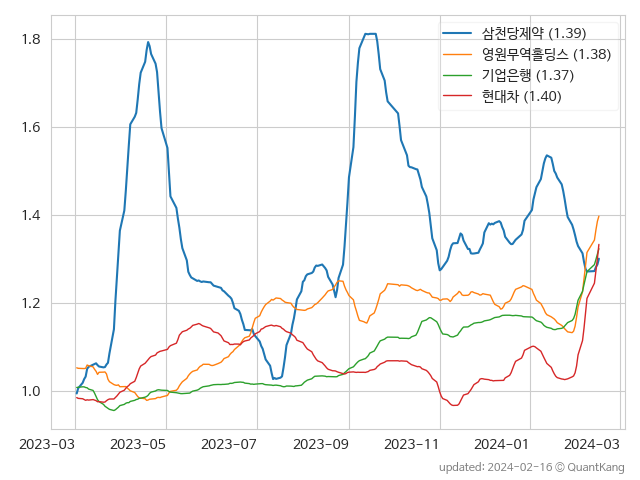 삼천당제약 (1.39)
영원무역홀딩스 (1.38)
기업은행 (1.37)
현대차 (1.40)
1.8
1.6
1.4
1.2
1.0
2023-03 2023-05 2023-07 2023-09 2023-11 2024-01 2024-03
updated: 2024-02-16 © QuantKang